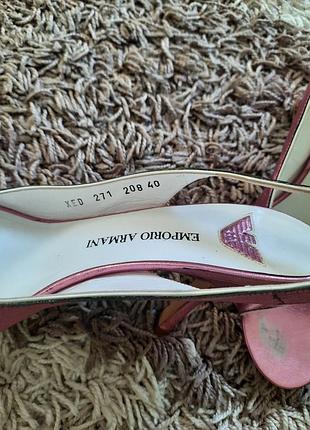 XED 271 208 40
EMPORIO ARMANI